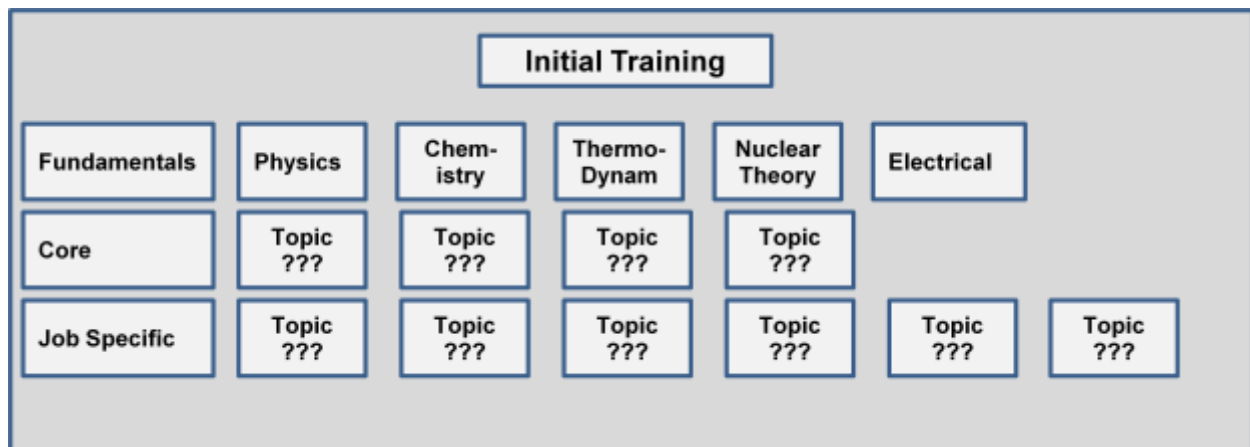 Initial Training
Fundamentals
Physics
Chem-
istry
Thermo-
Dynam
Nuclear
Theory
Electrical
Core
Topic
???
Topic
???
Topic
???
Topic
???
Job Specific
Topic
???
Topic
???
Topic
???
Topic
???
Topic
???
Topic
???